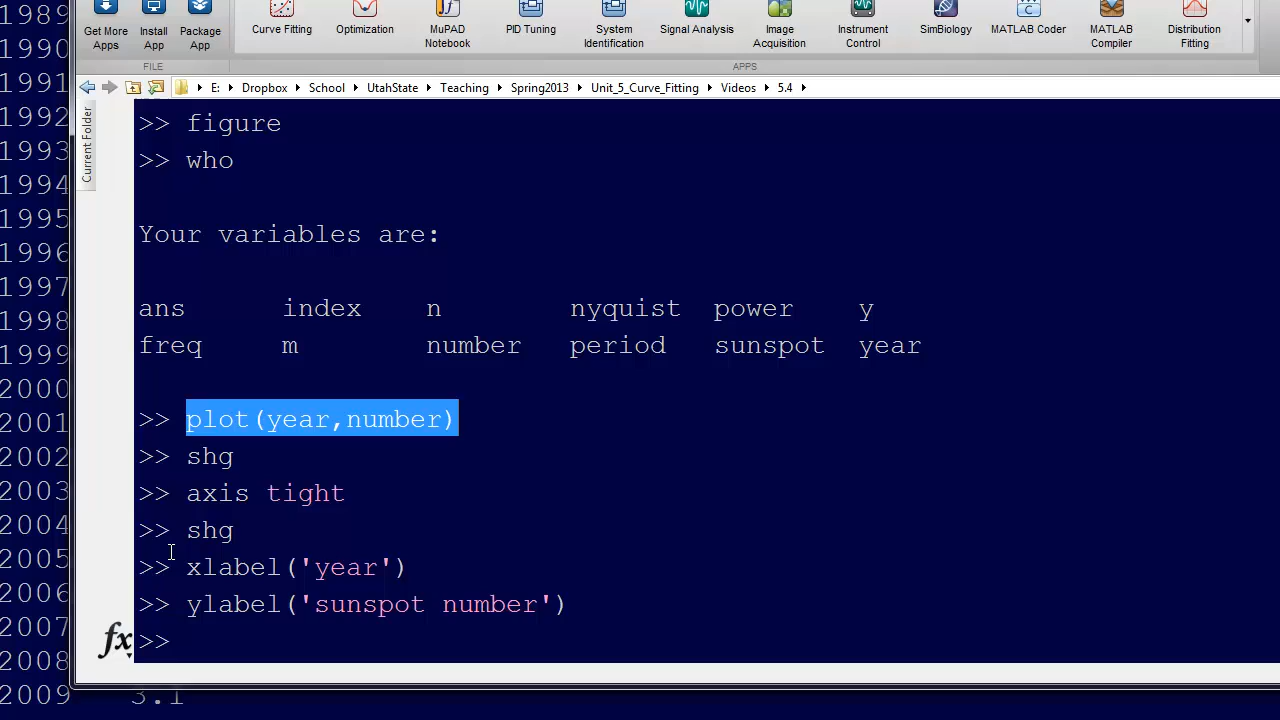 Get More Apps
Install App
Package App
Curve Fitting
Optimization
MuPAD Notebook
PID Tuning
System Identification
Signal Analysis
Image Acquisition
Instrument Control
SimBiology
MATLAB Coder
MATLAB Compiler
Distribution Fitting
FILE
APPS
E: Dropbox School UtahState Teaching Spring2013 Unit_5_Curve_Fitting Videos 5.4
Current Folder
>> figure
>> who
Your variables are:
ans index n nyquist power y
freq m number period sunspot year
>> plot(year,number)
>> shg
>> axis tight
>> shg
>> xlabel('year')
>> ylabel('sunspot number')
fx >>
1989
1990
1991
1992
1993
1994
1995
1996
1997
1998
1999
2000
2001
2002
2003
2004
2005
2006
2007
2008
2009 3.1